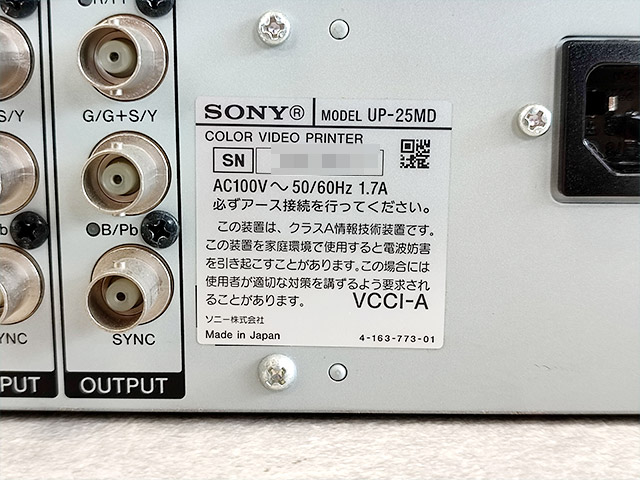 S/Y
G/G+S/Y
B/Pb
SYNC
YNC
PUT
OUTPUT
SONY® MODEL UP-25MD
COLOR VIDEO PRINTER
SN
AC100V～50/60Hz 1.7A
必ずアース接続を行ってください。
この装置は、クラスA情報技術装置です。
この装置を家庭環境で使用すると電波妨害
を引き起こすことがあります。この場合には
使用者が適切な対策を講ずるよう要求され
ることがあります。 VCCI-A
ソニー株式会社
Made in Japan 4-163-773-01